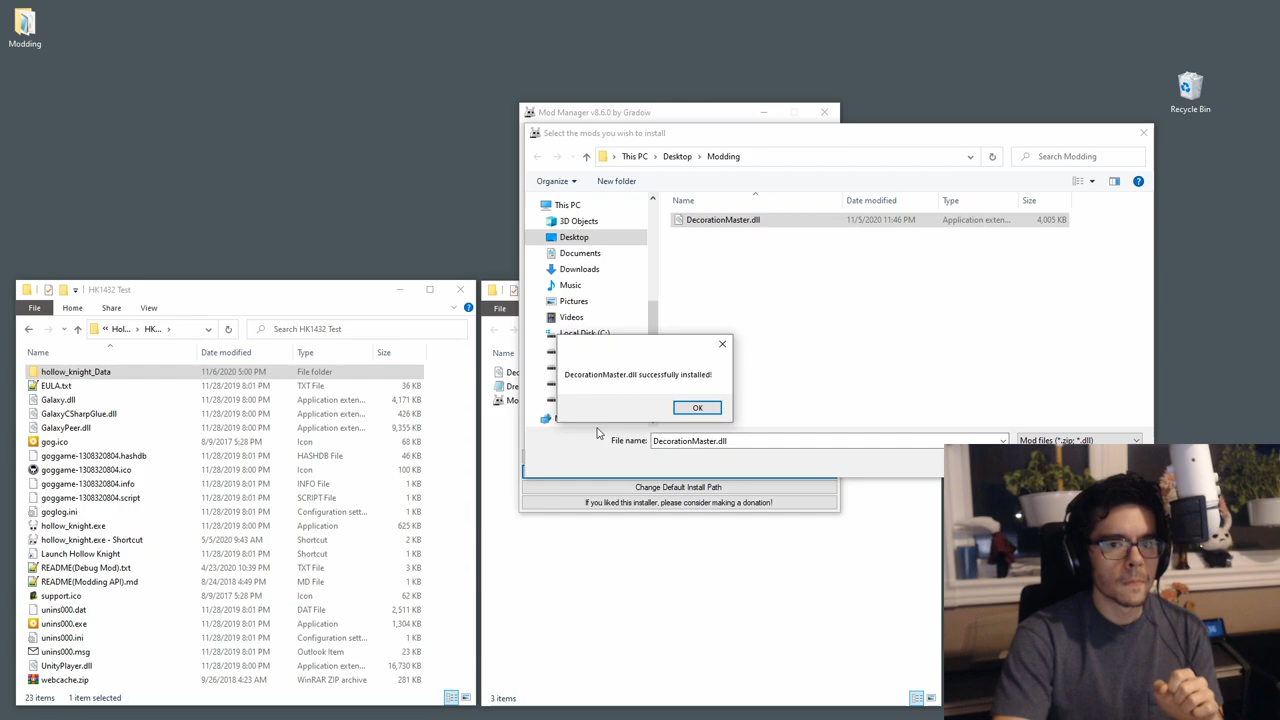 Modding
Recycle Bin
Mod Manager v8.6.0 by Gradow
Select the mods you wish to install
This PC
Desktop
Modding
Search Modding
Organize
New folder
Name
Date modified
Type
Size
This PC
3D Objects
Desktop
Documents
Downloads
Music
Pictures
Videos
Local Disk (C:)
DecorationMaster.dll
11/5/2020 11:46 PM
Application exten...
4,005 KB
DecorationMaster.dll successfully installed!
OK
File name:
DecorationMaster.dll
Mod files (*.zip; *.dll)
Change Default Install Path
If you liked this installer, please consider making a donation!
HK1432 Test
File
Home
Share
View
Hol...
HK...
Search HK1432 Test
Name
Date modified
Type
Size
hollow_knight_Data 11/6/2020 5:00 PM File folder
EULA.txt 11/28/2019 8:01 PM TXT File 36 KB
Galaxy.dll 11/28/2019 8:00 PM Application exten... 4,171 KB
GalaxyCSharpGlue.dll 11/28/2019 8:00 PM Application exten... 426 KB
GalaxyPeer.dll 11/28/2019 8:00 PM Application exten... 9,355 KB
gog.ico 8/9/2017 5:28 PM Icon 68 KB
goggame-1308320804.hashdb 11/28/2019 8:01 PM HASHDB File 46 KB
goggame-1308320804.ico 11/28/2019 8:01 PM Icon 100 KB
goggame-1308320804.info 11/28/2019 8:01 PM INFO File 1 KB
goggame-1308320804.script 11/28/2019 8:01 PM SCRIPT File 1 KB
goglog.ini 11/28/2019 8:01 PM Configuration sett... 1 KB
hollow_knight.exe 11/28/2019 8:01 PM Application 625 KB
hollow_knight.exe - Shortcut 5/5/2020 9:43 AM Shortcut 2 KB
Launch Hollow Knight 11/28/2019 8:01 PM Shortcut 1 KB
README(Debug Mod).txt 4/23/2020 10:39 PM TXT File 3 KB
README(Modding API).md 8/24/2018 4:49 PM MD File 1 KB
support.ico 8/9/2017 5:28 PM Icon 62 KB
unins000.dat 11/28/2019 8:01 PM DAT File 2,511 KB
unins000.exe 11/28/2019 8:01 PM Application 1,304 KB
unins000.ini 11/28/2019 8:01 PM Configuration sett... 1 KB
unins000.msg 11/28/2019 8:01 PM Outlook Item 23 KB
UnityPlayer.dll 11/28/2019 8:01 PM Application exten... 16,730 KB
webcache.zip 9/26/2018 4:23 AM WinRAR ZIP archive 281 KB
23 items
1 item selected
File
Name
Dec
Dre
Mo
3 items